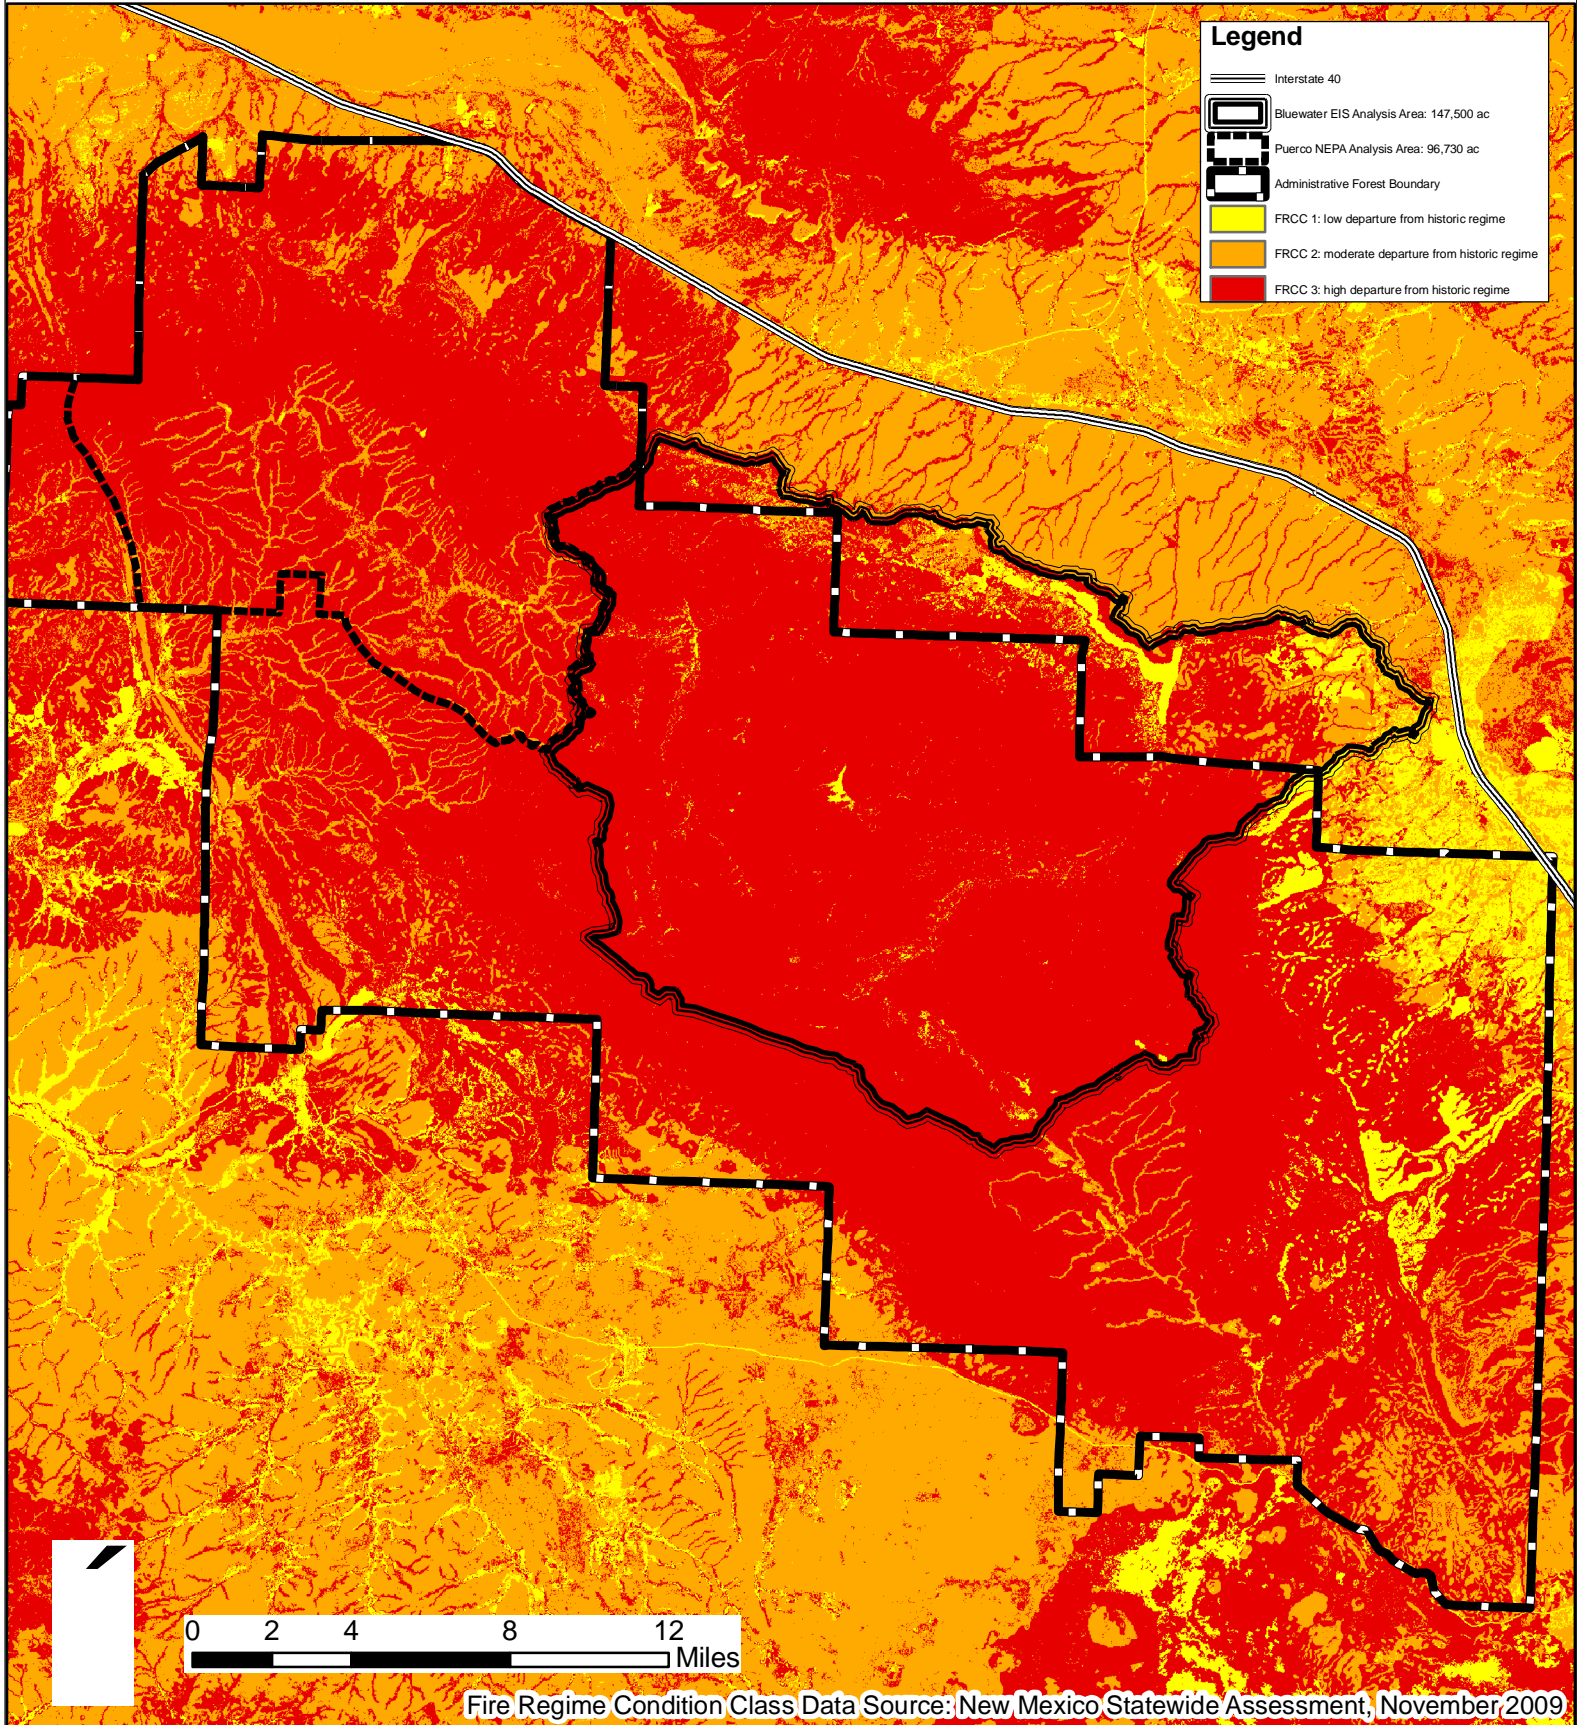 Legend
Interstate 40
Bluewater EIS Analysis Area: 147,500 ac
Puerco NEPA Analysis Area: 96,730 ac
Administrative Forest Boundary
FRCC 1: low departure from historic regime
FRCC 2: moderate departure from historic regime
FRCC 3: high departure from historic regime
0 2 4 8 12
Miles
Fire Regime Condition Class Data Source: New Mexico Statewide Assessment, November 2009